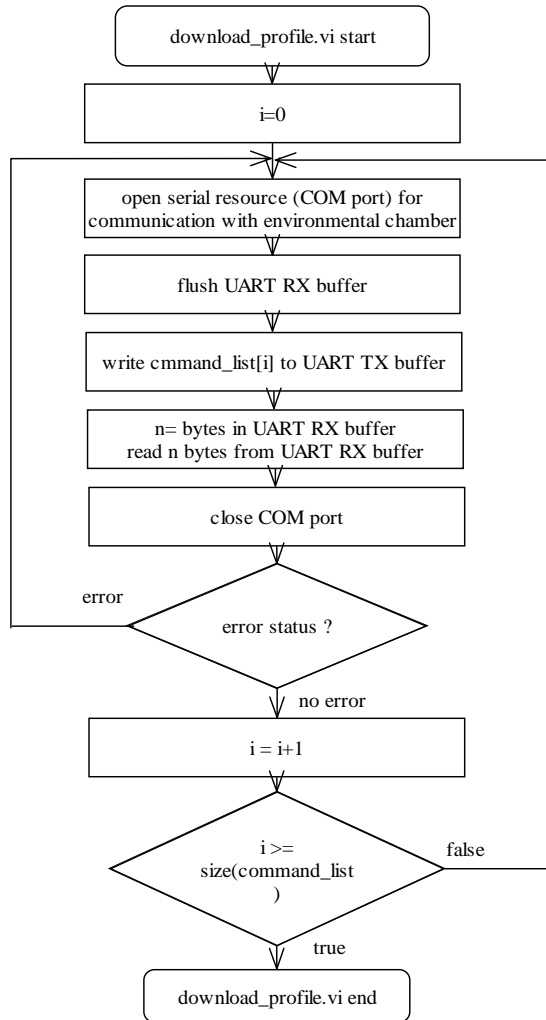 download_profile.vi start
i=0
open serial resource (COM port) for
communication with environmental chamber
flush UART RX buffer
write cmmand_list[i] to UART TX buffer
n= bytes in UART RX buffer
read n bytes from UART RX buffer
close COM port
error
error status ?
no error
i = i+1
i >=
size(command_list
)
false
true
download_profile.vi end